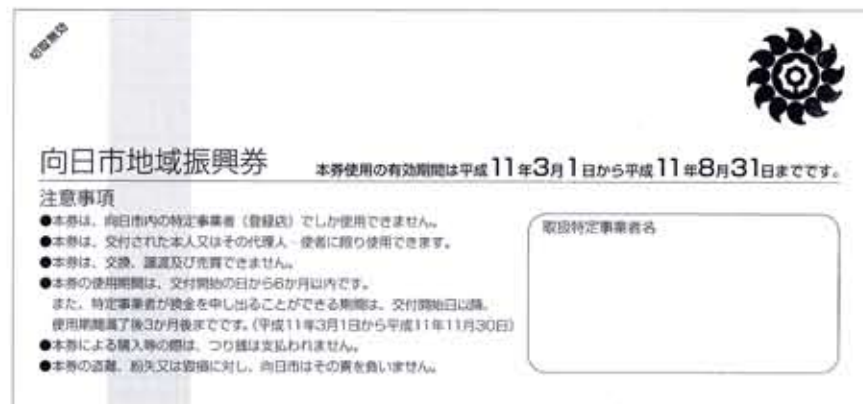 切取無効
向日市地域振興券
本券使用の有効期間は平成11年3月1日から平成11年8月31日までです。
注意事項
●本券は、向日市内の特定事業者（登録店）でしか使用できません。
●本券は、交付された本人又はその代理人・使者に限り使用できます。
●本券は、交換、譲渡及び売買できません。
●本券の使用期間は、交付開始の日から6か月以内です。
また、特定事業者が換金を申し出ることができる期間は、交付開始日以降、
使用期間満了後3か月後までです。(平成11年3月1日から平成11年11月30日)
●本券による購入等の際は、つり銭は支払われません。
●本券の盗難、紛失又は毀損に対し、向日市はその責を負いません。
取扱特定事業者名